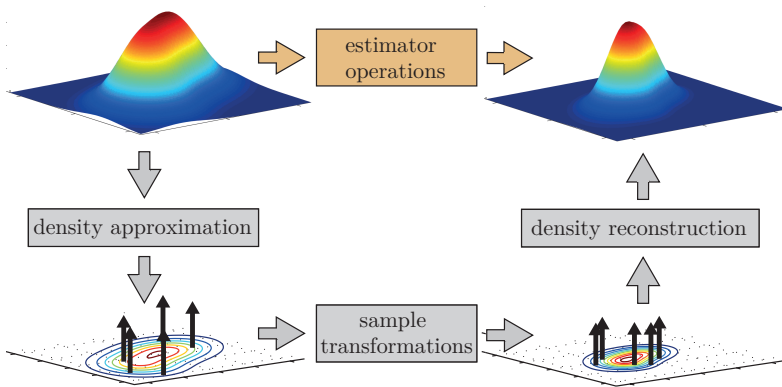 estimator
operations
density approximation
density reconstruction
sample
transformations